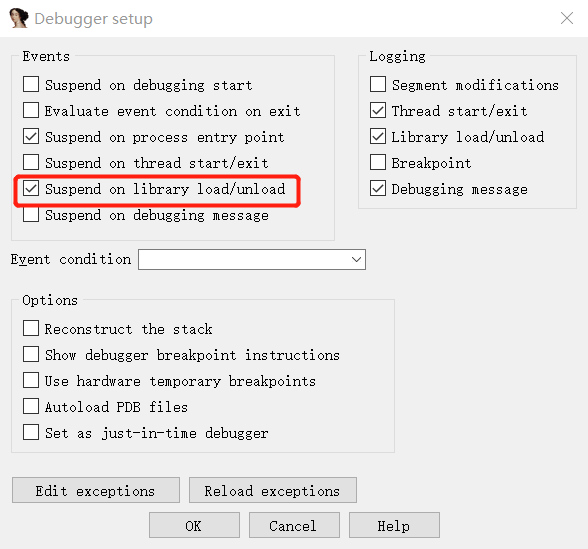 Debugger setup
Events
Suspend on debugging start
Evaluate event condition on exit
Suspend on process entry point
Suspend on thread start/exit
Suspend on library load/unload
Suspend on debugging message
Logging
Segment modifications
Thread start/exit
Library load/unload
Breakpoint
Debugging message
Event condition
Options
Reconstruct the stack
Show debugger breakpoint instructions
Use hardware temporary breakpoints
Autoload PDB files
Set as just-in-time debugger
Edit exceptions
Reload exceptions
OK
Cancel
Help